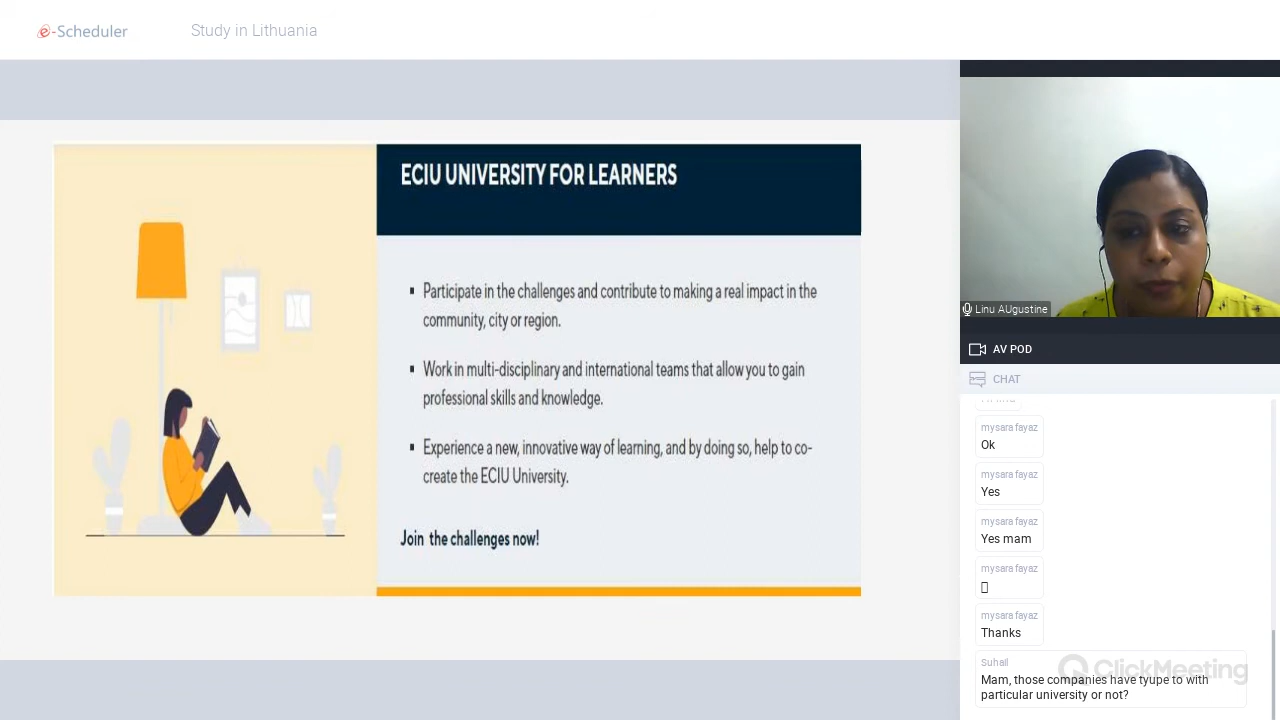 e-Scheduler
Study in Lithuania
ECIU UNIVERSITY FOR LEARNERS
▪ Participate in the challenges and contribute to making a real impact in the
community, city or region.
▪ Work in multi-disciplinary and international teams that allow you to gain
professional skills and knowledge.
▪ Experience a new, innovative way of learning, and by doing so, help to co-
create the ECIU University.
Join the challenges now!
Linu AUgustine
AV POD
CHAT
mysara fayaz
Ok
mysara fayaz
Yes
mysara fayaz
Yes mam
mysara fayaz
mysara fayaz
Thanks
Suhail
Mam, those companies have tyupe to with
particular university or not?
ClickMeeting